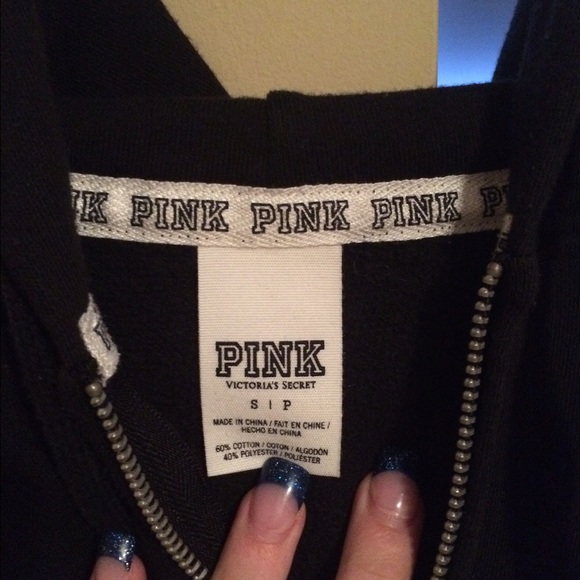 PINK PINK PINK
PINK
VICTORIA'S SECRET
S | P
MADE IN CHINA / FAIT EN CHINE /
HECHO EN CHINA
60% COTTON / COTON / ALGODÓN
40% POLYESTER / POLIÉSTER